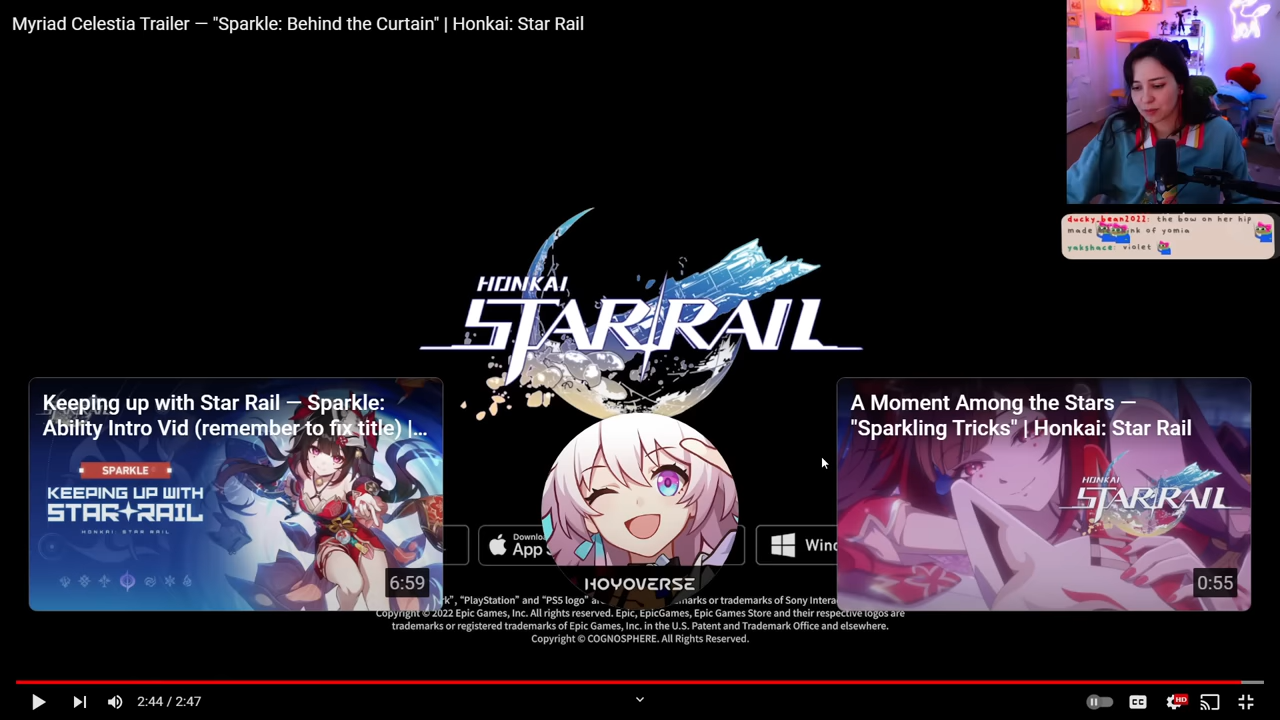 Myriad Celestia Trailer — "Sparkle: Behind the Curtain" | Honkai: Star Rail
ducky_bean2022: the bow on her hip
made nk of yomia
yakshace: violet
HONKAI
STAR RAIL
Keeping up with Star Rail — Sparkle:
Ability Intro Vid (remember to fix title) |...
SPARKLE
KEEPING UP WITH
STAR RAIL
HONKAI: STAR RAIL
6:59
A Moment Among the Stars —
"Sparkling Tricks" | Honkai: Star Rail
HONKAI
STAR RAIL
0:55
App
Wind
HOYOVERSE
"PlayStation" and "PS5 logo" marks or trademarks of Sony
Copyright © 2022 Epic Games, Inc. All rights reserved. Epic, EpicGames, Epic Games Store and their respective logos are
trademarks or registered trademarks of Epic Games, Inc. in the U.S. Patent and Trademark Office and elsewhere.
Copyright © COGNOSPHERE. All Rights Reserved.
2:44 / 2:47
CC
HD